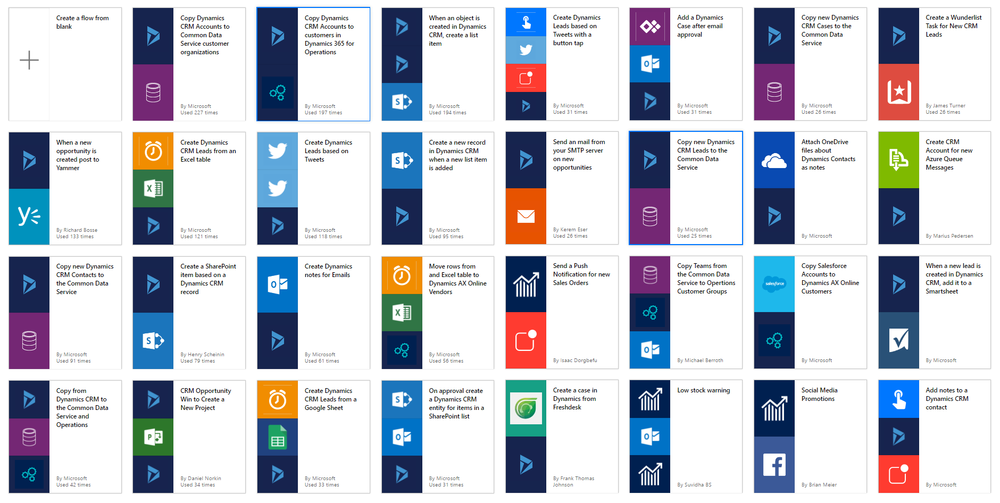 Create a flow from
blank
Copy Dynamics
CRM Accounts to
Common Data
Service customer
organizations
By Microsoft
Used 227 times
Copy Dynamics
CRM Accounts to
customers in
Dynamics 365 for
Operations
By Microsoft
Used 197 times
When an object is
created in Dynamics
CRM, create a list
item
By Microsoft
Used 194 times
Create Dynamics
Leads based on
Tweets with a
button tap
By Microsoft
Used 31 times
Add a Dynamics
Case after email
approval
By Microsoft
Used 31 times
Copy new Dynamics
CRM Cases to the
Common Data
Service
By Microsoft
Used 26 times
Create a Wunderlist
Task for New CRM
Leads
By James Turner
Used 26 times
When a new
opportunity is
created post to
Yammer
By Richard Bosse
Used 133 times
Create Dynamics
CRM Leads from an
Excel table
By Microsoft
Used 121 times
Create Dynamics
Leads based on
Tweets
By Microsoft
Used 118 times
Create a new record
in Dynamics CRM
when a new list item
is added
By Microsoft
Used 95 times
Send an mail from
your SMTP server
on new
opportunities
By Kerem Eser
Used 26 times
Copy new Dynamics
CRM Leads to the
Common Data
Service
By Microsoft
Used 25 times
Attach OneDrive
files about
Dynamics Contacts
as notes
By Microsoft
Create CRM
Account for new
Azure Queue
Messages
By Marius Pedersen
Copy new Dynamics
CRM Contacts to
the Common Data
Service
By Microsoft
Used 91 times
Create a SharePoint
item based on a
Dynamics CRM
record
By Henry Scheinin
Used 79 times
Create Dynamics
notes for Emails
By Microsoft
Used 61 times
Move rows from
and Excel table to
Dynamics AX Online
Vendors
By Microsoft
Used 56 times
Send a Push
Notification for new
Sales Orders
By Isaac Dorgbefu
Copy Teams from
the Common Data
Service to Opertions
Customer Groups
By Michael Berroth
salesforce
Copy Salesforce
Accounts to
Dynamics AX Online
Customers
By Microsoft
When a new lead is
created in Dynamics
CRM, add it to a
Smartsheet
By Microsoft
Copy from
Dynamics CRM to
the Common Data
Service and
Operations
By Microsoft
Used 42 times
CRM Opportunity
Win to Create a
New Project
By Daniel Norkin
Used 34 times
Create Dynamics
CRM Leads from a
Google Sheet
By Microsoft
Used 33 times
On approval create
a Dynamics CRM
entity for items in a
SharePoint list
By Microsoft
Used 31 times
Create a case in
Dynamics from
Freshdesk
By Frank Thomas
Johnson
Low stock warning
By Suvidha BS
Social Media
Promotions
By Brian Meier
Add notes to a
Dynamics CRM
contact
By Microsoft